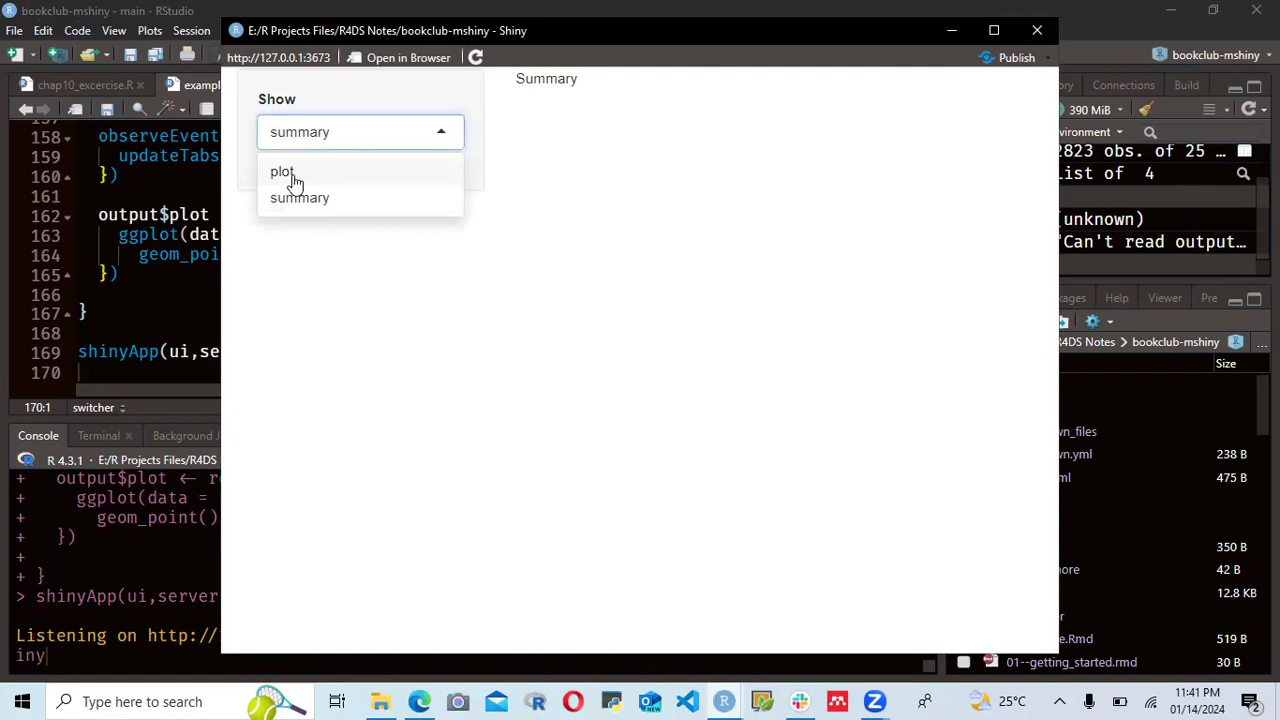 bookclub-mshiny - main - RStudio
File Edit Code View Plots Session
E:/R Projects Files/R4DS Notes/bookclub-mshiny - Shiny
http://127.0.0.1:3673 Open in Browser Publish
bookclub-mshiny
chap10_excercise.R
Show
summary
plot
summary
Summary
158 observeEvent
159 updateTabs
160 })
161
162 output$plot
163 ggplot(dat
164 geom_poi
165 })
166
167 }
168
169 shinyApp(ui,se
170
170:1 switcher
Connections Build
390 MiB
2823 obs. of 25
List of 4
(unknown)
"Can't read output…
Help Viewer
R4DS Notes > bookclub-mshiny
Size
238 B
475 B
350 B
42 B
12.8 KB
519 B
01--getting_started.rmd 30 B
Console Terminal Background J
R 4.3.1 · E:/R Projects Files/R4DS
+ output$plot <- r
+ ggplot(data =
+ geom_point()
+ })
+
+ }
> shinyApp(ui,server
Listening on http://
iny
Type here to search
25°C
11:41 PM
01/14/2024
2